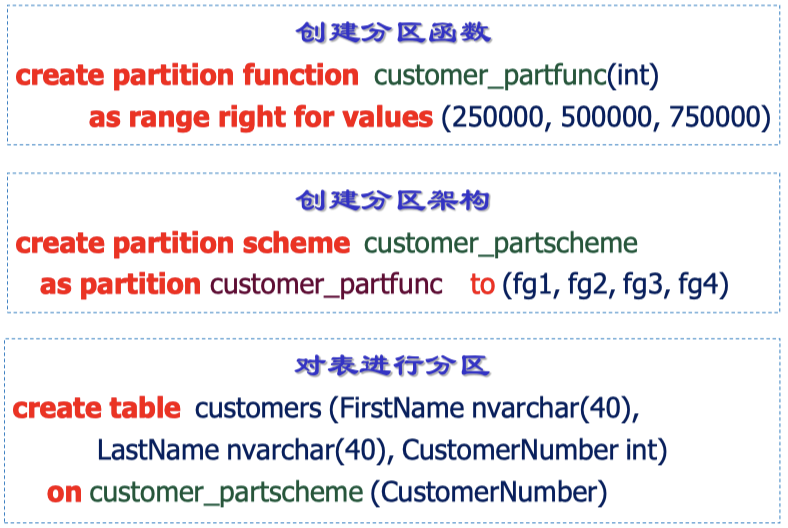 创建分区函数
create partition function customer_partfunc(int)
as range right for values (250000, 500000, 750000)
创建分区架构
create partition scheme customer_partscheme
as partition customer_partfunc to (fg1, fg2, fg3, fg4)
对表进行分区
create table customers (FirstName nvarchar(40),
LastName nvarchar(40), CustomerNumber int)
on customer_partscheme (CustomerNumber)